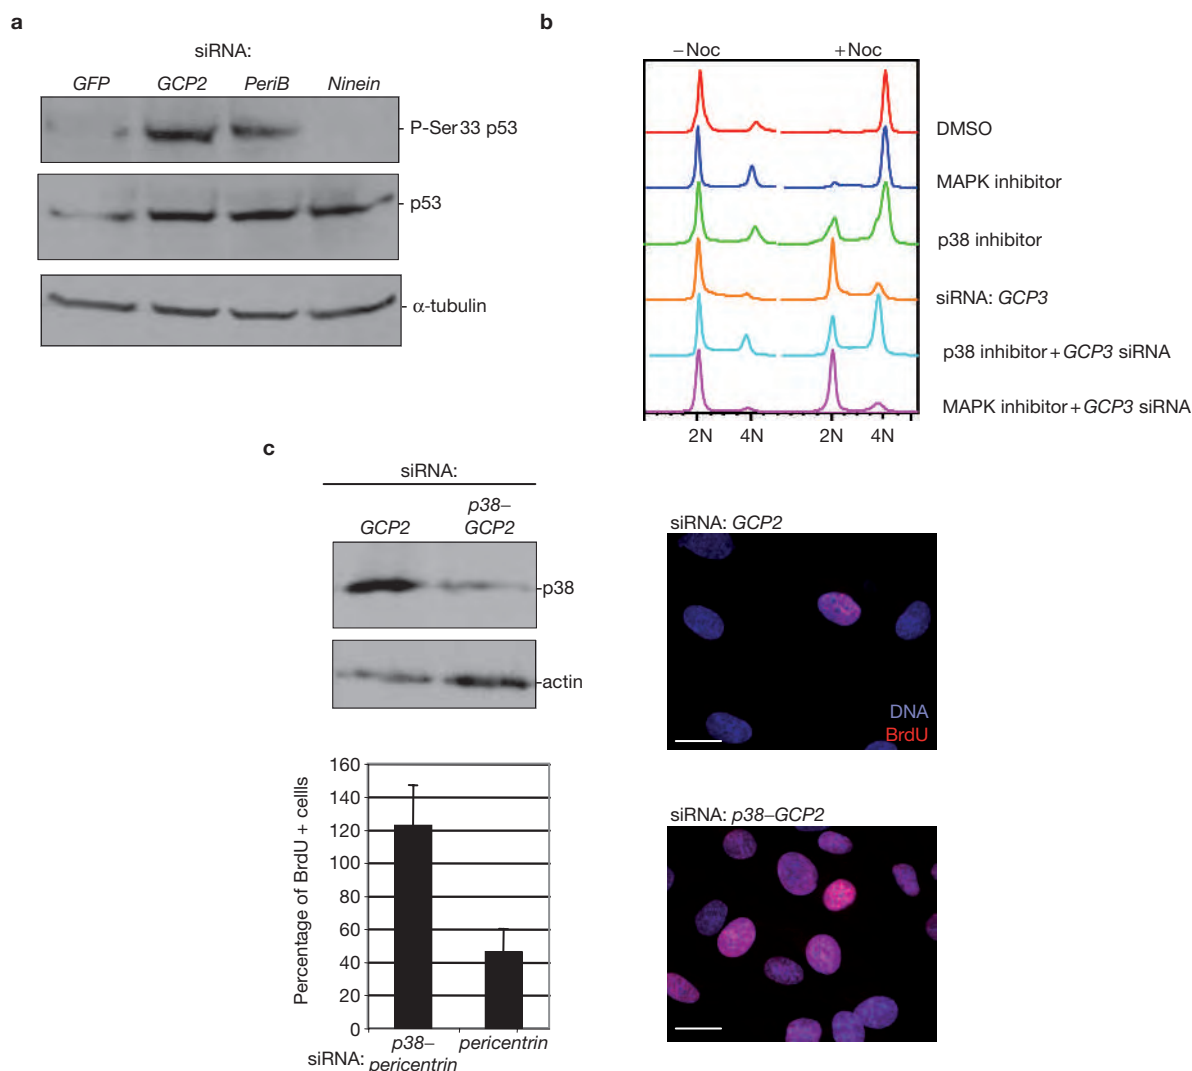 a
siRNA:
GFP GCP2 PeriB Ninein
P-Ser 33 p53
p53
α-tubulin
b
–Noc +Noc
DMSO
MAPK inhibitor
p38 inhibitor
siRNA: GCP3
p38 inhibitor+GCP3 siRNA
MAPK inhibitor+GCP3 siRNA
2N 4N 2N 4N
c
siRNA:
GCP2 p38–
GCP2
p38
actin
Percentage of BrdU + cellls
160
140
120
100
80
60
40
20
0
siRNA: p38–
pericentrin
pericentrin
siRNA: GCP2
DNA
BrdU
siRNA: p38–GCP2